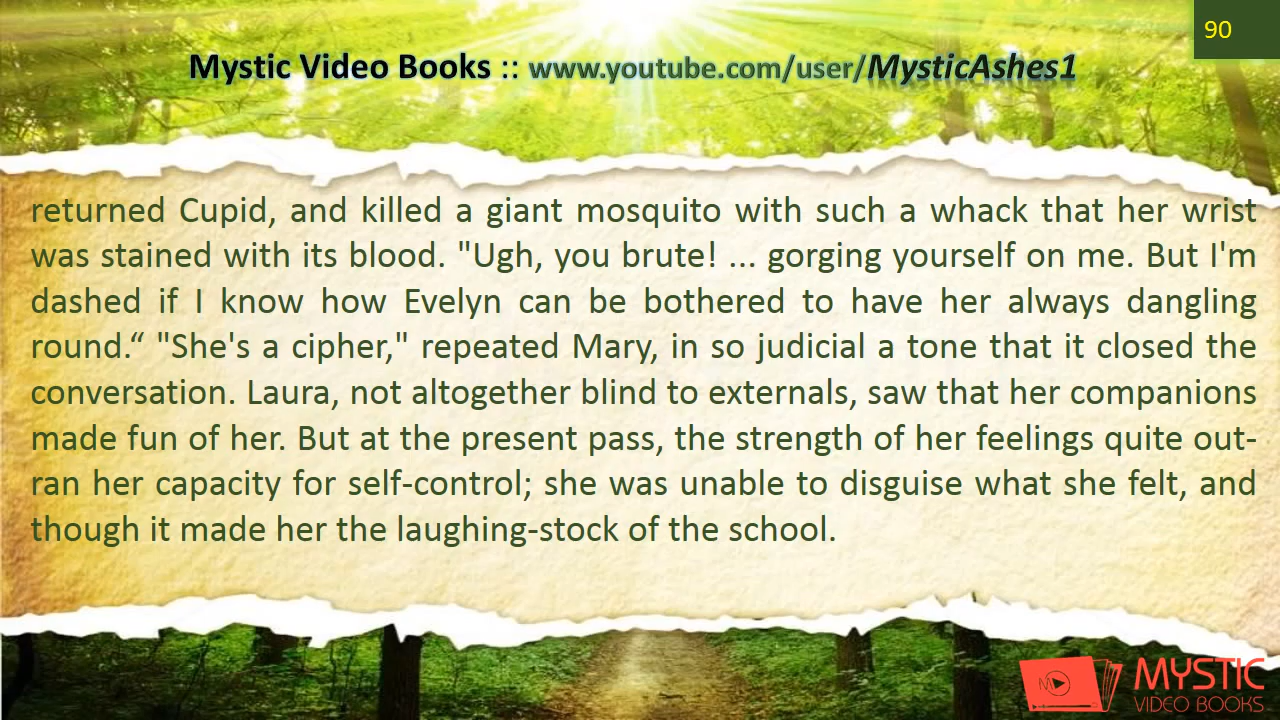 90
Mystic Video Books :: www.youtube.com/user/MysticAshes1
returned Cupid, and killed a giant mosquito with such a whack that her wrist
was stained with its blood. "Ugh, you brute! ... gorging yourself on me. But I'm
dashed if I know how Evelyn can be bothered to have her always dangling
round.“ "She's a cipher," repeated Mary, in so judicial a tone that it closed the
conversation. Laura, not altogether blind to externals, saw that her companions
made fun of her. But at the present pass, the strength of her feelings quite out-
ran her capacity for self-control; she was unable to disguise what she felt, and
though it made her the laughing-stock of the school.
MYSTIC
VIDEO BOOKS